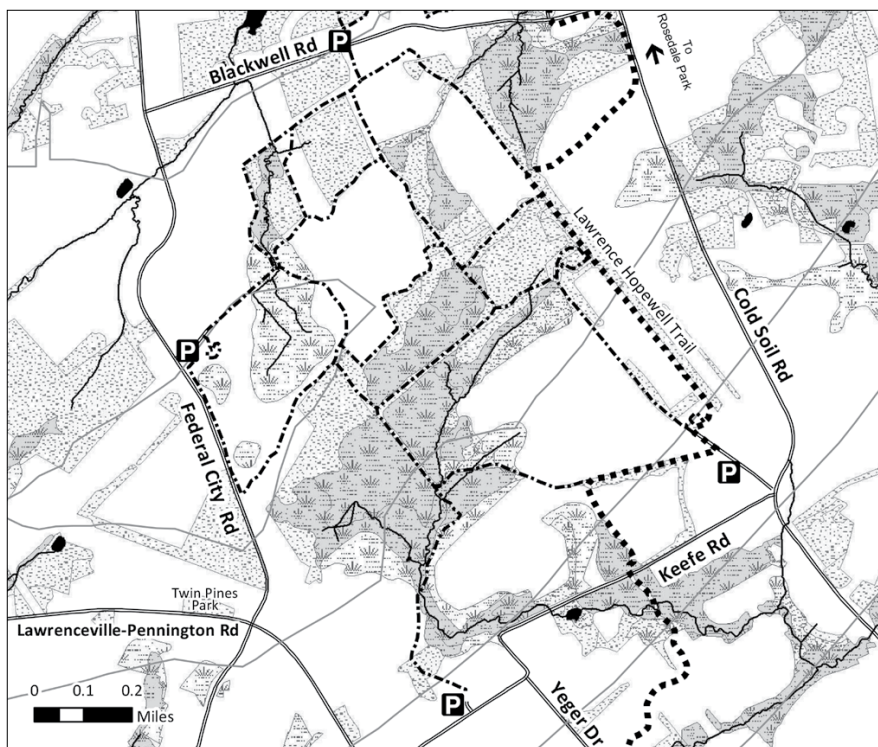 P
Blackwell Rd
To
Rosedale Park
Lawrence Hopewell Trail
Cold Soil Rd
P
Federal City Rd
P
Keefe Rd
Twin Pines
Park
Lawrenceville-Pennington Rd
0 0.1 0.2
Miles
P
Yeger Dr